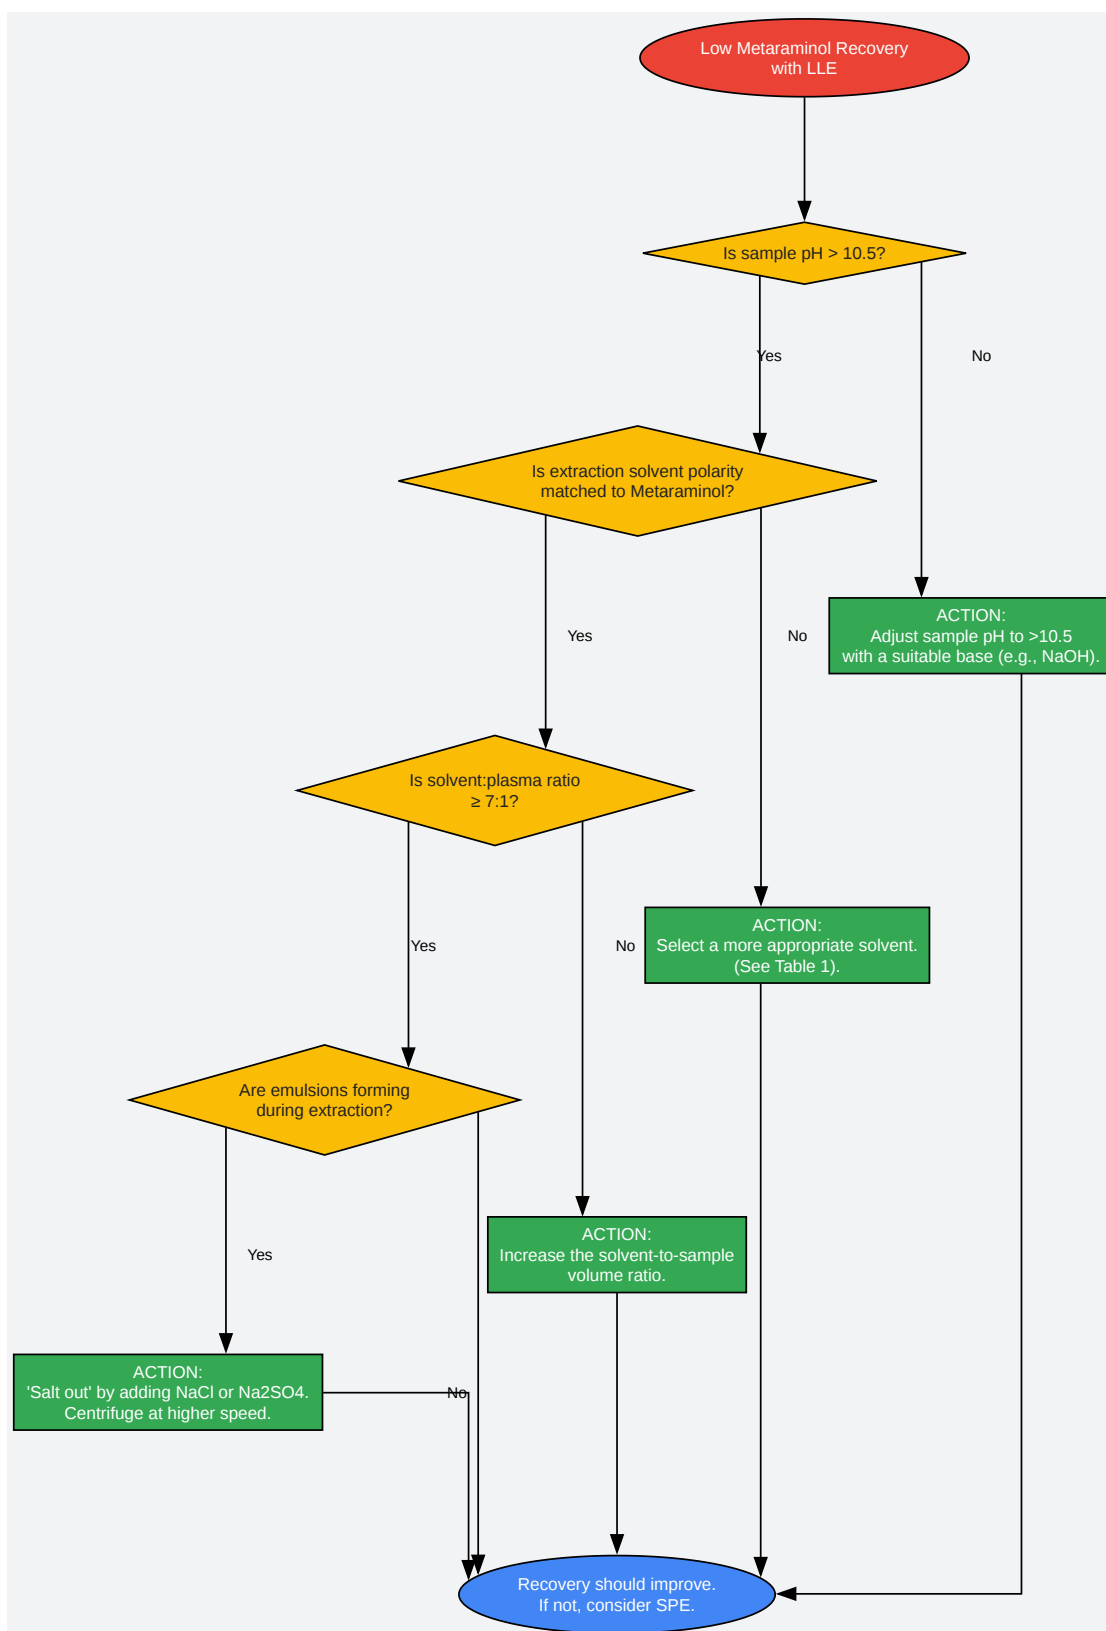 Low Metaraminol Recovery
with LLE
Is sample pH > 10.5?
Yes
No
Is extraction solvent polarity
matched to Metaraminol?
ACTION:
Adjust sample pH to >10.5
with a suitable base (e.g., NaOH).
Yes
No
Is solvent:plasma ratio
≥ 7:1?
ACTION:
Select a more appropriate solvent.
(See Table 1).
Yes
No
Are emulsions forming
during extraction?
ACTION:
Increase the solvent-to-sample
volume ratio.
Yes
ACTION:
'Salt out' by adding NaCl or Na2SO4.
Centrifuge at higher speed.
No
Recovery should improve.
If not, consider SPE.